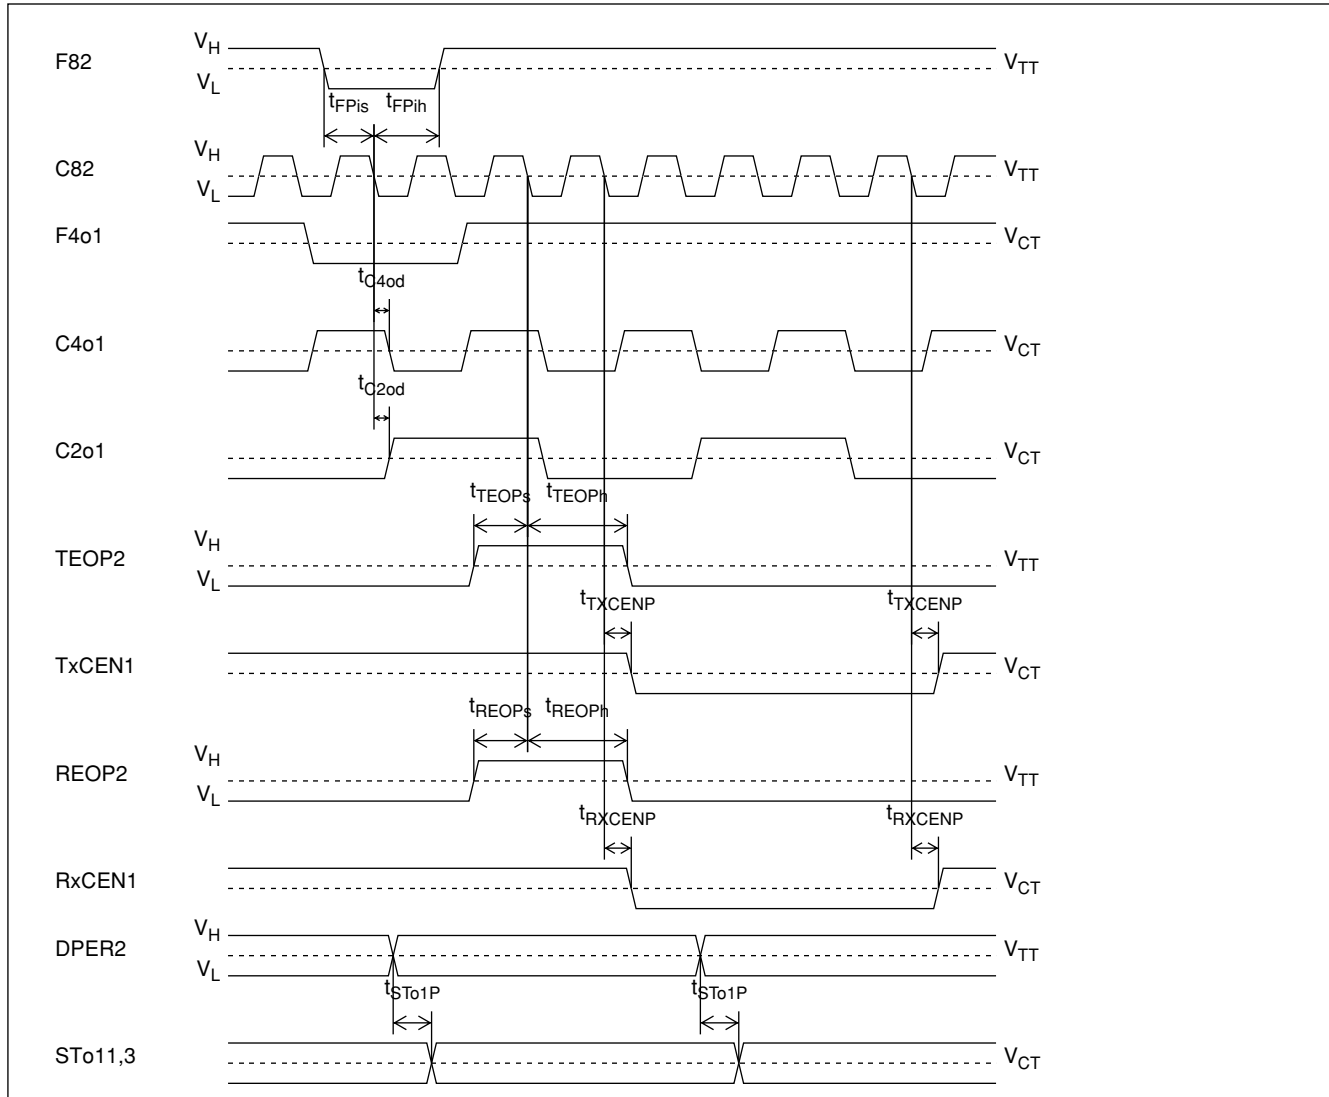 F82 V_H V_L V_TT
t_FPis t_FPih
C82 V_H V_L V_TT
F4o1 V_CT
t_C4od
C4o1 V_CT
t_C2od
C2o1 V_CT
t_TEOPs t_TEOPh
TEOP2 V_H V_L V_TT
t_TXCENP t_TXCENP
TxCEN1 V_CT
t_REOPs t_REOPh
REOP2 V_H V_L V_TT
t_RXCENP t_RXCENP
RxCEN1 V_CT
DPER2 V_H V_L V_TT
t_STo1P t_STo1P
STo11,3 V_CT